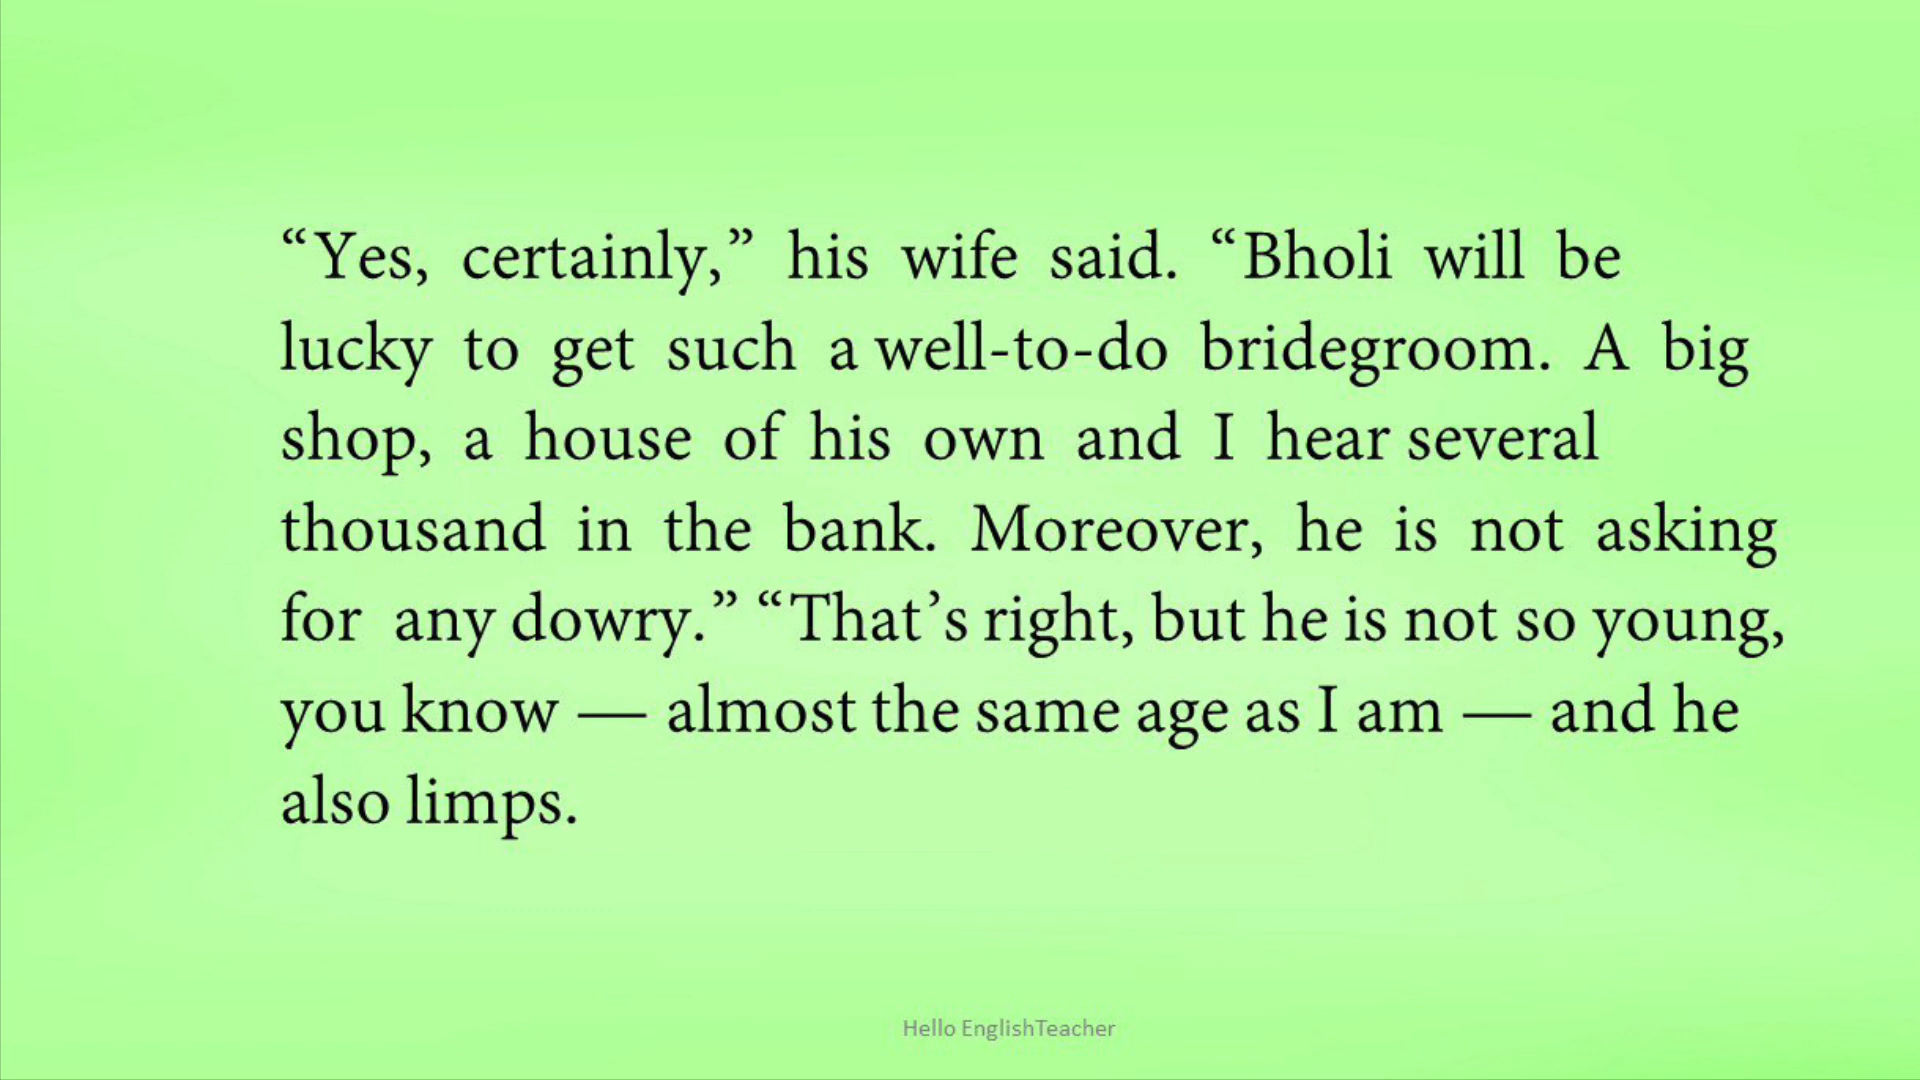 “Yes, certainly,” his wife said. “Bholi will be
lucky to get such a well-to-do bridegroom. A big
shop, a house of his own and I hear several
thousand in the bank. Moreover, he is not asking
for any dowry.” “That’s right, but he is not so young,
you know — almost the same age as I am — and he
also limps.
Hello EnglishTeacher